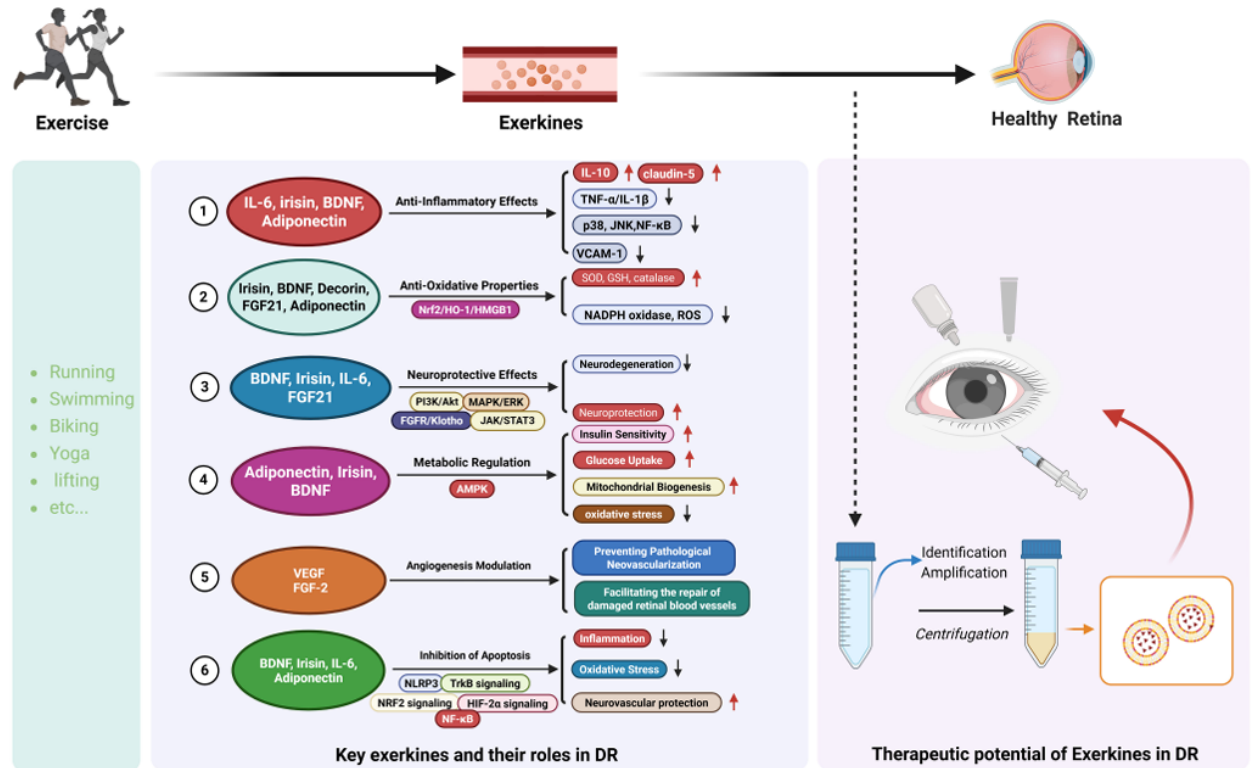 Exercise
Exerkines
Healthy Retina
Running
Swimming
Biking
Yoga
lifting
etc...
1
IL-6, irisin, BDNF,
Adiponectin
Anti-Inflammatory Effects
IL-10
claudin-5
TNF-α/IL-1β
p38, JNK,NF-κB
VCAM-1
2
Irisin, BDNF, Decorin,
FGF21, Adiponectin
Anti-Oxidative Properties
Nrf2/HO-1/HMGB1
SOD, GSH, catalase
NADPH oxidase, ROS
3
BDNF, Irisin, IL-6,
FGF21
Neuroprotective Effects
PI3K/Akt
MAPK/ERK
FGFR/Klotho
JAK/STAT3
Neurodegeneration
Neuroprotection
4
Adiponectin, Irisin,
BDNF
Metabolic Regulation
AMPK
Insulin Sensitivity
Glucose Uptake
Mitochondrial Biogenesis
oxidative stress
5
VEGF
FGF-2
Angiogenesis Modulation
Preventing Pathological
Neovascularization
Facilitating the repair of
damaged retinal blood vessels
6
BDNF, Irisin, IL-6,
Adiponectin
Inhibition of Apoptosis
NLRP3
TrkB signaling
NRF2 signaling
HIF-2α signaling
NF-κB
Inflammation
Oxidative Stress
Neurovascular protection
Key exerkines and their roles in DR
Identification
Amplification
Centrifugation
Therapeutic potential of Exerkines in DR